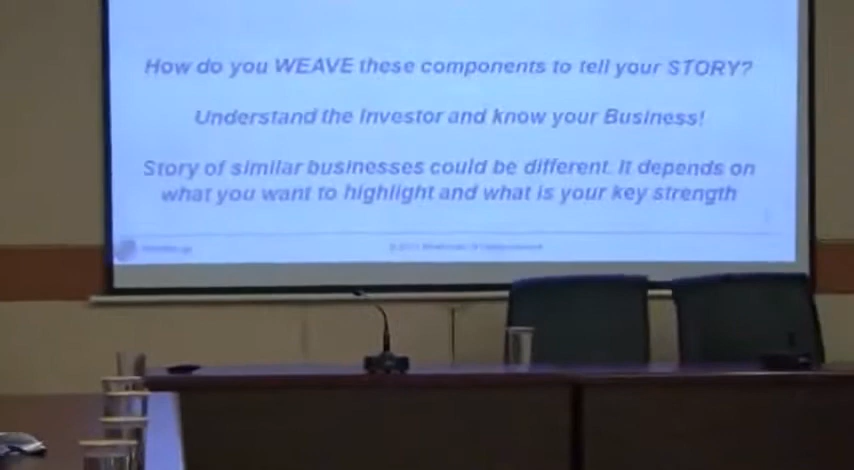 How do you WEAVE these components to tell your STORY?
Understand the Investor and know your Business!
Story of similar businesses could be different. It depends on
what you want to highlight and what is your key strength